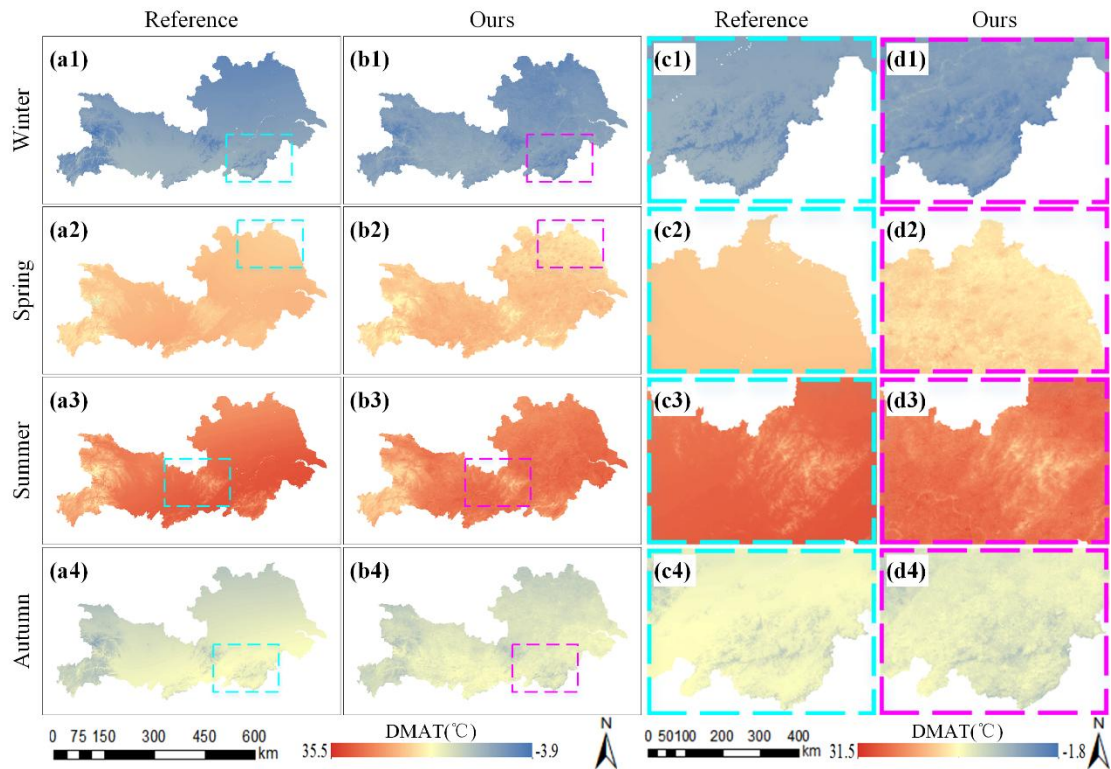 Reference Ours Reference Ours
Winter (a1) (b1) (c1) (d1)
Spring (a2) (b2) (c2) (d2)
Summer (a3) (b3) (c3) (d3)
Autumn (a4) (b4) (c4) (d4)
0 75 150 300 450 600 km
DMAT(℃)
35.5 -3.9
N
0 50100 200 300 400 km
DMAT(℃)
31.5 -1.8
N